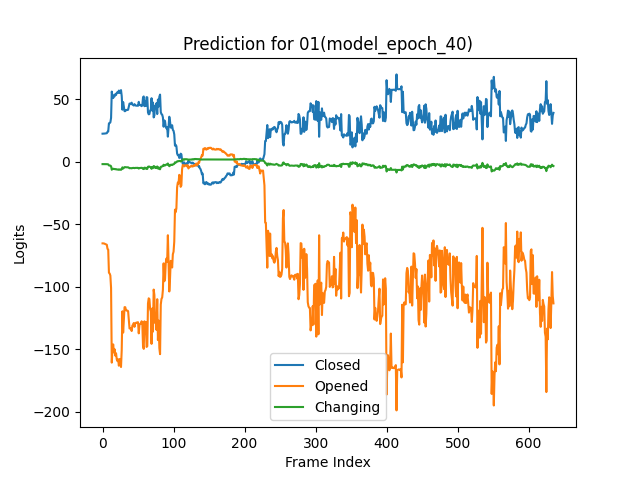 Prediction for 01(model_epoch_40)
50
0
−50
−100
−150
−200
Logits
Closed
Opened
Changing
0 100 200 300 400 500 600
Frame Index